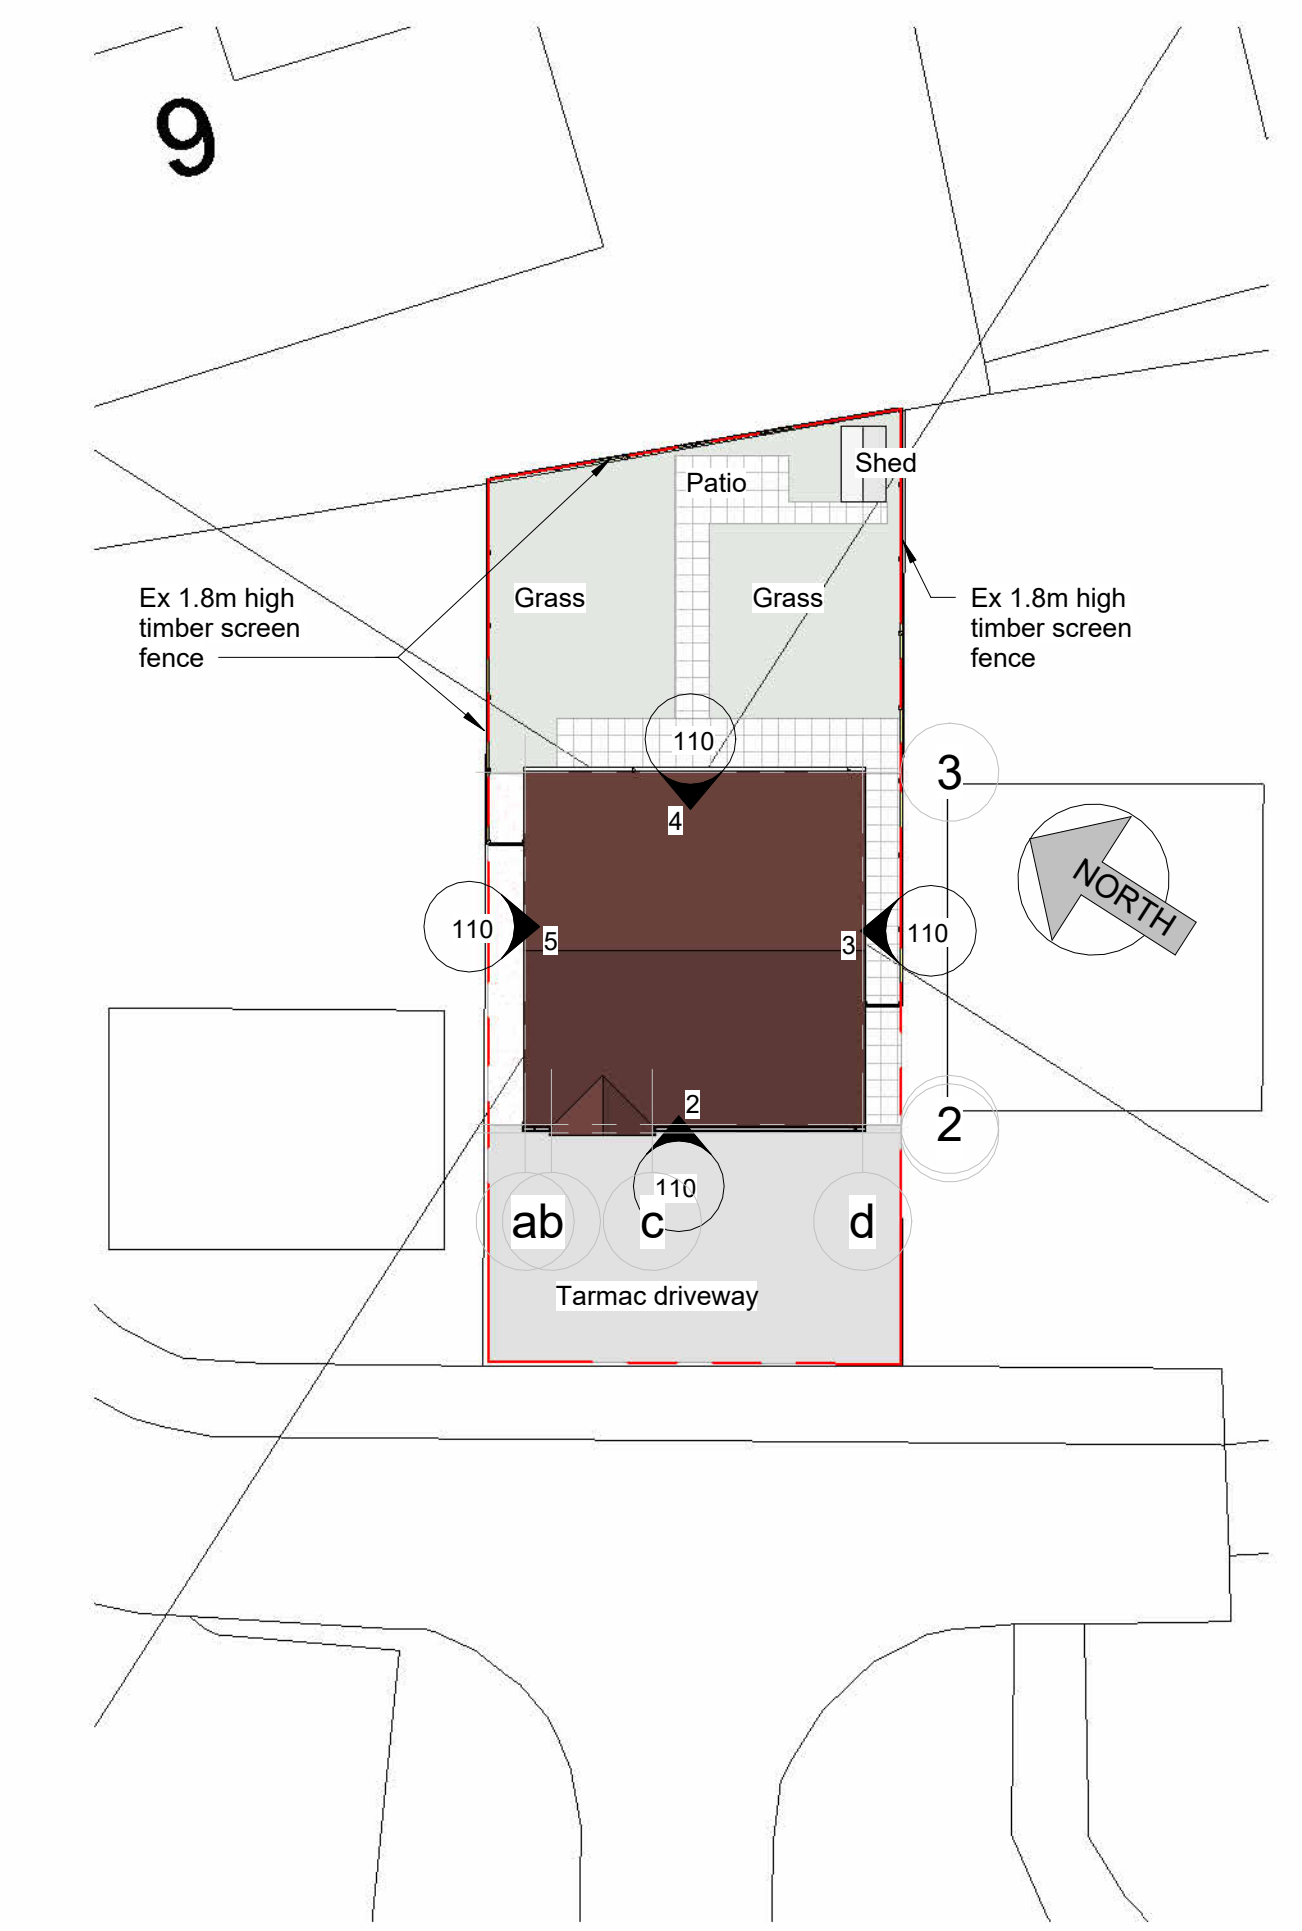 9
Shed
Patio
Grass
Grass
Ex 1.8m high
timber screen
fence
Ex 1.8m high
timber screen
fence
110
4
3
NORTH
110
5
3
110
2
110
2
ab
c
d
Tarmac driveway